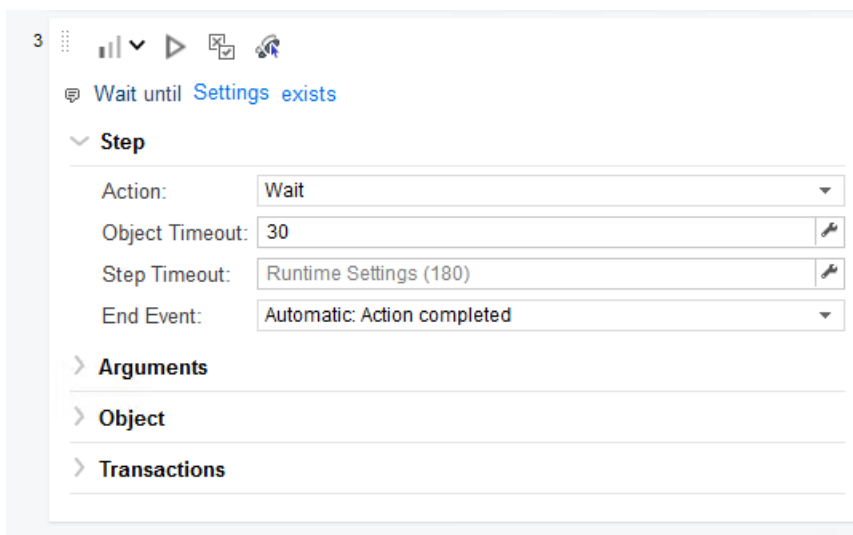 3
Wait until Settings exists
Step
Action: Wait
Object Timeout: 30
Step Timeout: Runtime Settings (180)
End Event: Automatic: Action completed
Arguments
Object
Transactions